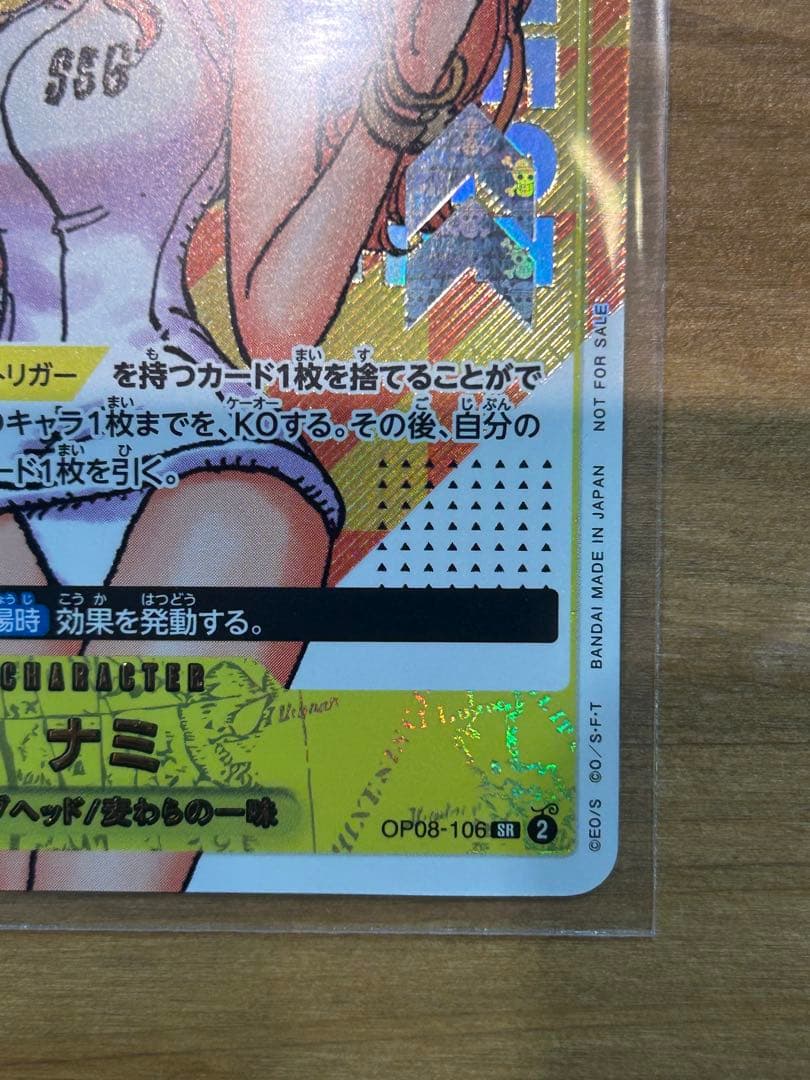 SSG
トリガー を持つカード1枚を捨てることがで
キャラ1枚までを、KOする。その後、自分の
ード1枚を引く。
場時 効果を発動する。
CHARACTER
ナミ
ヘッド/麦わらの一味
OP08-106 SR 2
©EO/S ©O/S・F・T BANDAI MADE IN JAPAN NOT FOR SALE